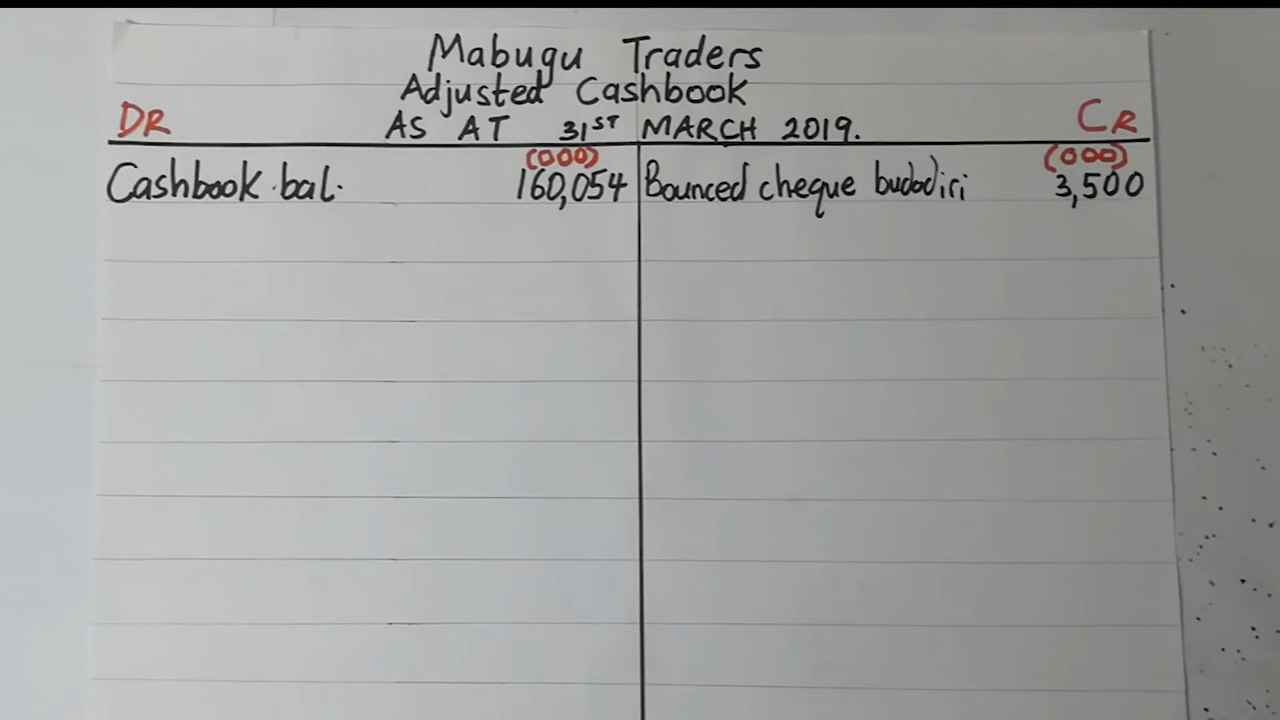 Mabugu Traders
Adjusted Cashbook
DR AS AT 31ST MARCH 2019. CR
(000) (000)
Cashbook bal. 160,054 Bounced cheque budadiri 3,500